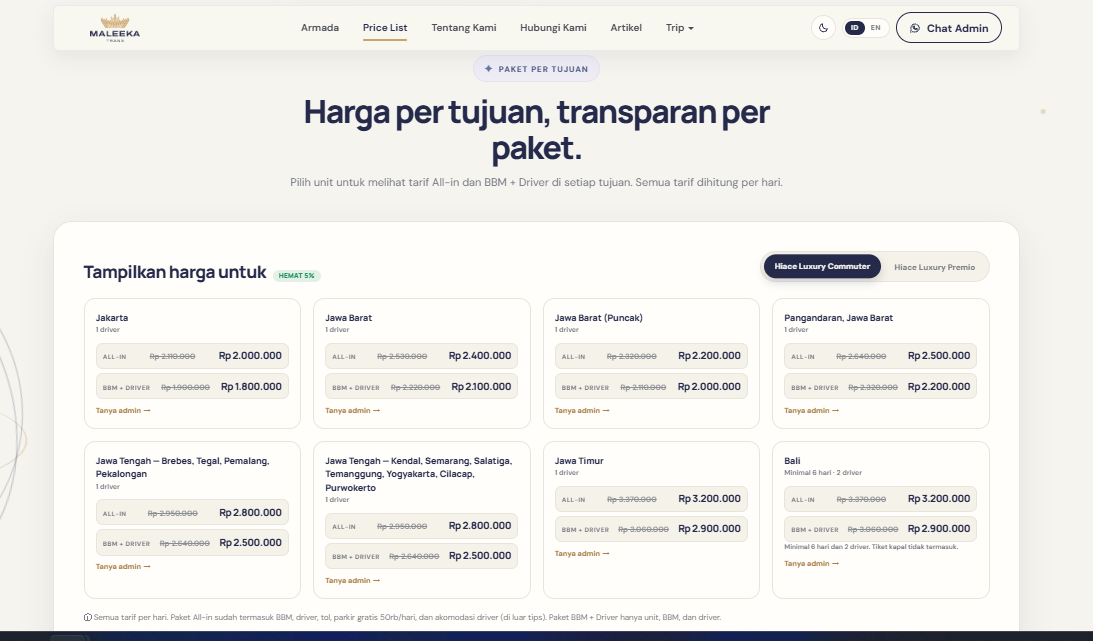 MALEEKA
TRANS
Armada Price List Tentang Kami Hubungi Kami Artikel Trip ID EN Chat Admin
PAKET PER TUJUAN
Harga per tujuan, transparan per
paket.
Pilih unit untuk melihat tarif All-in dan BBM + Driver di setiap tujuan. Semua tarif dihitung per hari.
Tampilkan harga untuk HEMAT 5% Hiace Luxury Commuter Hiace Luxury Premio
Jakarta
1 driver
ALL-IN Rp 2.110.000 Rp 2.000.000
BBM + DRIVER Rp 1.900.000 Rp 1.800.000
Tanya admin →
Jawa Barat
1 driver
ALL-IN Rp 2.530.000 Rp 2.400.000
BBM + DRIVER Rp 2.220.000 Rp 2.100.000
Tanya admin →
Jawa Barat (Puncak)
1 driver
ALL-IN Rp 2.320.000 Rp 2.200.000
BBM + DRIVER Rp 2.110.000 Rp 2.000.000
Tanya admin →
Pangandaran, Jawa Barat
1 driver
ALL-IN Rp 2.640.000 Rp 2.500.000
BBM + DRIVER Rp 2.320.000 Rp 2.200.000
Tanya admin →
Jawa Tengah — Brebes, Tegal, Pemalang,
Pekalongan
1 driver
ALL-IN Rp 2.950.000 Rp 2.800.000
BBM + DRIVER Rp 2.640.000 Rp 2.500.000
Tanya admin →
Jawa Tengah — Kendal, Semarang, Salatiga,
Temanggung, Yogyakarta, Cilacap,
Purwokerto
1 driver
ALL-IN Rp 2.950.000 Rp 2.800.000
BBM + DRIVER Rp 2.640.000 Rp 2.500.000
Tanya admin →
Jawa Timur
1 driver
ALL-IN Rp 3.370.000 Rp 3.200.000
BBM + DRIVER Rp 3.060.000 Rp 2.900.000
Tanya admin →
Bali
Minimal 6 hari · 2 driver
ALL-IN Rp 3.370.000 Rp 3.200.000
BBM + DRIVER Rp 3.060.000 Rp 2.900.000
Minimal 6 hari dan 2 driver. Tiket kapal tidak termasuk.
Tanya admin →
Semua tarif per hari. Paket All-in sudah termasuk BBM, driver, tol, parkir gratis 50rb/hari, dan akomodasi driver (di luar tips). Paket BBM + Driver hanya unit, BBM, dan driver.